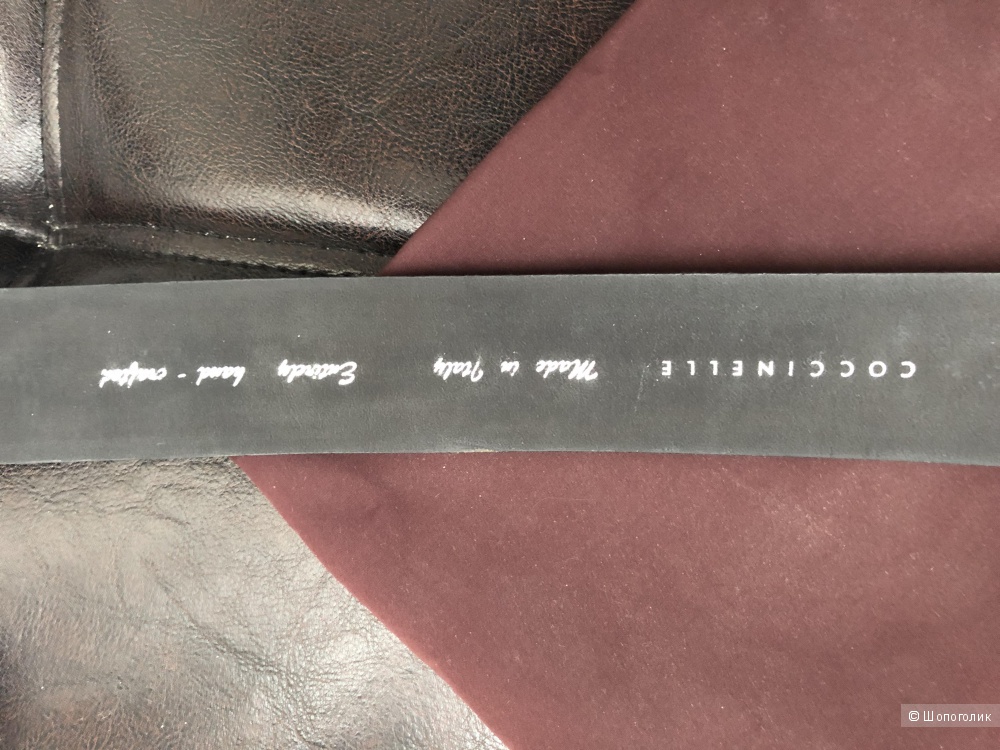 COCCINELLE Made in Italy Entirely hand - crafted
© Шопоголик